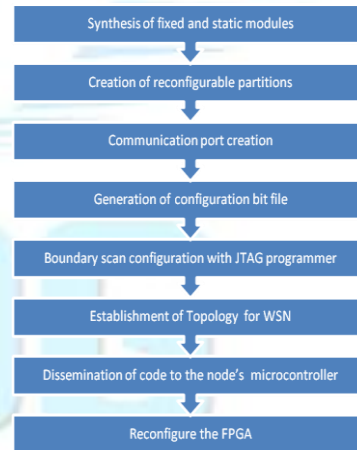 Synthesis of fixed and static modules
Creation of reconfigurable partitions
Communication port creation
Generation of configuration bit file
Boundary scan configuration with JTAG programmer
Establishment of Topology for WSN
Dissemination of code to the node's microcontroller
Reconfigure the FPGA